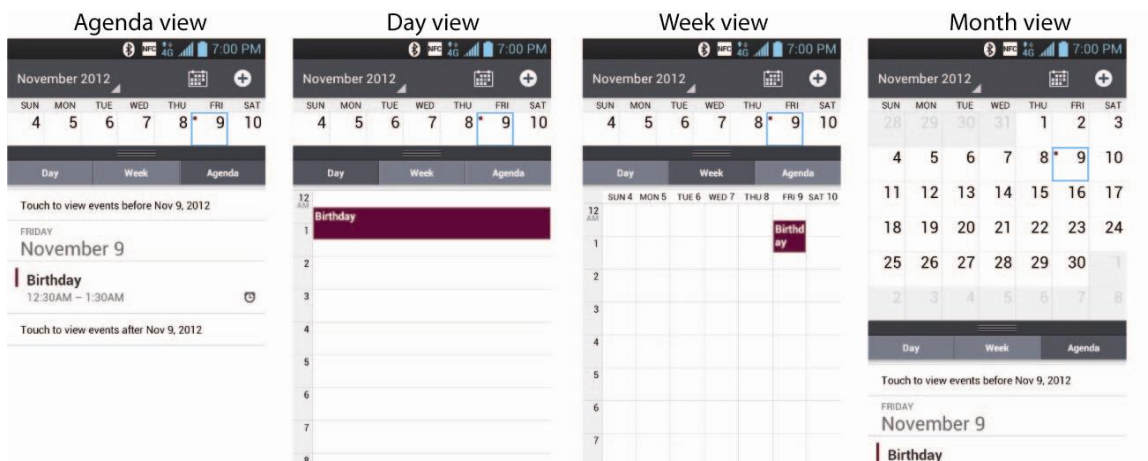 Agenda view
NFC 4G 7:00 PM
November 2012
SUN MON TUE WED THU FRI SAT
4 5 6 7 8 9 10
Day Week Agenda
Touch to view events before Nov 9, 2012
FRIDAY
November 9
Birthday
12:30AM – 1:30AM
Touch to view events after Nov 9, 2012
Day view
NFC 4G 7:00 PM
November 2012
SUN MON TUE WED THU FRI SAT
4 5 6 7 8 9 10
Day Week Agenda
12
AM
Birthday
1
2
3
4
5
6
7
8
Week view
NFC 4G 7:00 PM
November 2012
SUN MON TUE WED THU FRI SAT
4 5 6 7 8 9 10
Day Week Agenda
SUN 4 MON 5 TUE 6 WED 7 THU 8 FRI 9 SAT 10
12
AM
Birthd
1 ay
2
3
4
5
6
7
Month view
NFC 4G 7:00 PM
November 2012
SUN MON TUE WED THU FRI SAT
28 29 30 31 1 2 3
4 5 6 7 8 9 10
11 12 13 14 15 16 17
18 19 20 21 22 23 24
25 26 27 28 29 30 1
2 3 4 5 6 7 8
Day Week Agenda
Touch to view events before Nov 9, 2012
FRIDAY
November 9
Birthday